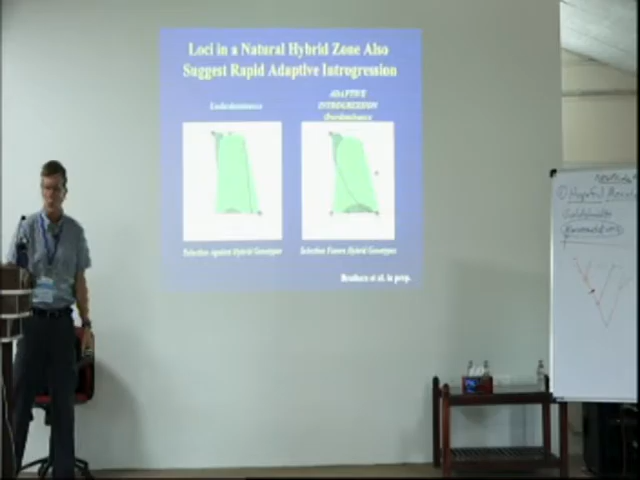 Loci in a Natural Hybrid Zone Also
Suggest Rapid Adaptive Introgression
Underdominance
ADAPTIVE
INTROGRESSION
Overdominance
Selection Against Hybrid Genotypes
Selection Favors Hybrid Genotypes
et al. in prep.
Hopeful